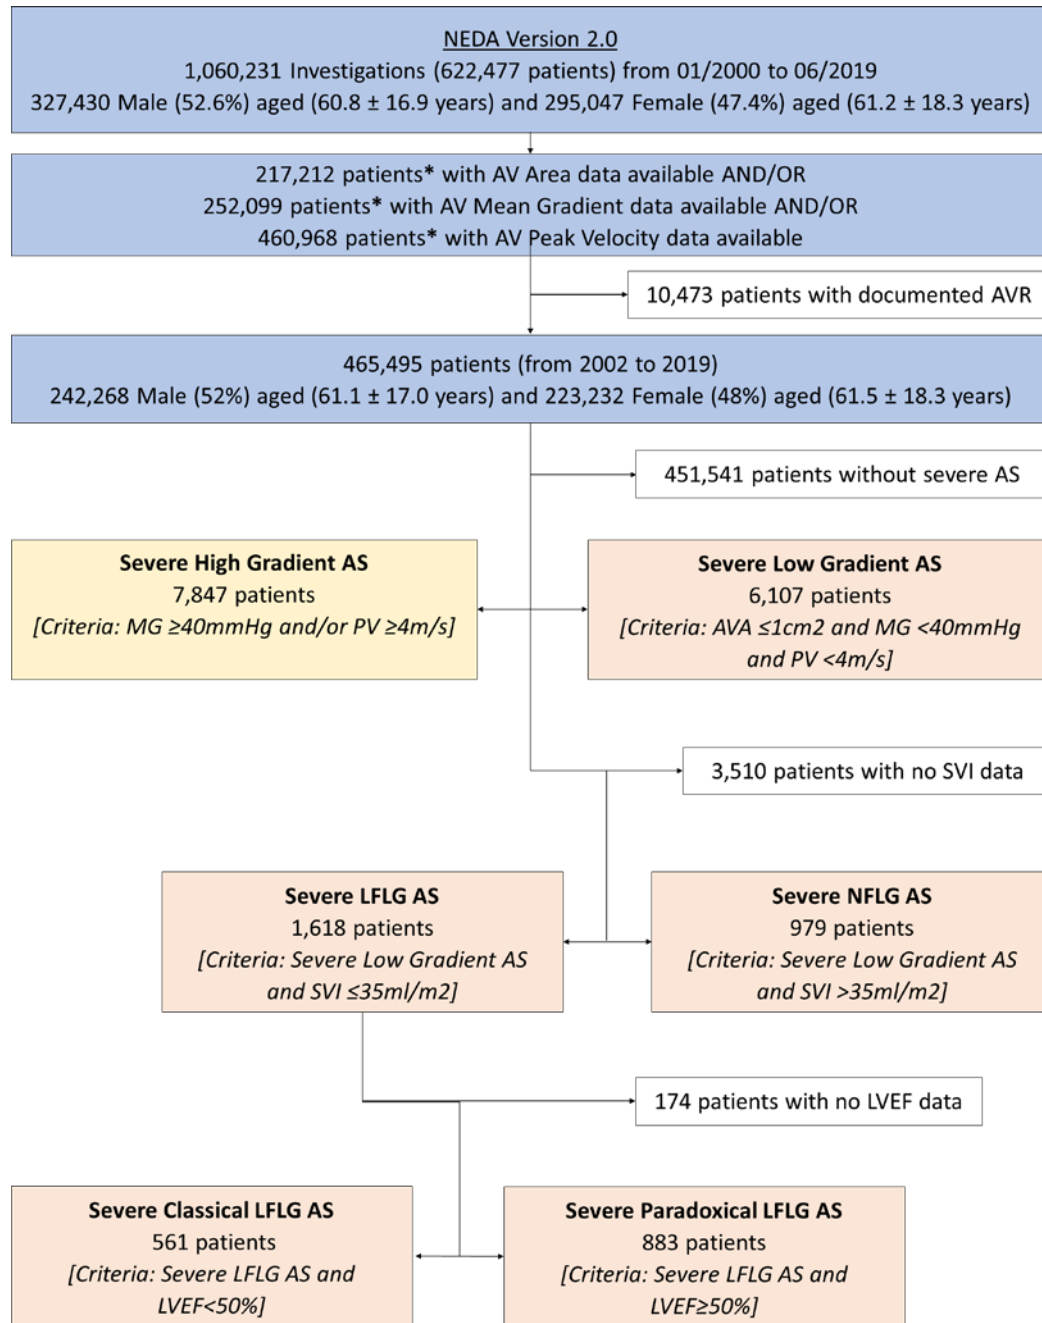 NEDA Version 2.0
1,060,231 Investigations (622,477 patients) from 01/2000 to 06/2019
327,430 Male (52.6%) aged (60.8 ± 16.9 years) and 295,047 Female (47.4%) aged (61.2 ± 18.3 years)
217,212 patients* with AV Area data available AND/OR
252,099 patients* with AV Mean Gradient data available AND/OR
460,968 patients* with AV Peak Velocity data available
10,473 patients with documented AVR
465,495 patients (from 2002 to 2019)
242,268 Male (52%) aged (61.1 ± 17.0 years) and 223,232 Female (48%) aged (61.5 ± 18.3 years)
451,541 patients without severe AS
Severe High Gradient AS
7,847 patients
[Criteria: MG ≥40mmHg and/or PV ≥4m/s]
Severe Low Gradient AS
6,107 patients
[Criteria: AVA ≤1cm2 and MG <40mmHg
and PV <4m/s]
3,510 patients with no SVI data
Severe LFLG AS
1,618 patients
[Criteria: Severe Low Gradient AS
and SVI ≤35ml/m2]
Severe NFLG AS
979 patients
[Criteria: Severe Low Gradient AS
and SVI >35ml/m2]
174 patients with no LVEF data
Severe Classical LFLG AS
561 patients
[Criteria: Severe LFLG AS and
LVEF<50%]
Severe Paradoxical LFLG AS
883 patients
[Criteria: Severe LFLG AS and
LVEF≥50%]